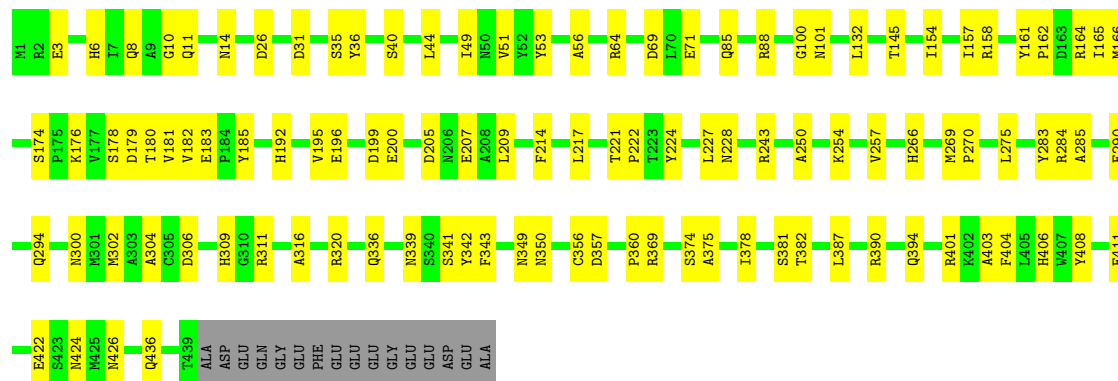 M1 R2 E3 H6 I7 Q8 A9 G10 Q11 N14 D26 D31 S35 Y36 S40 L44 I49 N50 V51 Y52 Y53 A56 R64 D69 L70 E71 Q85 R88 G100 N101 L132 T145 I154 I157 R158 Y161 P162 D163 R164 I165 M166
S174 P175 K176 V177 S178 D179 T180 V181 V182 E183 P184 Y185 H192 V195 E196 D199 E200 D205 N206 E207 A208 L209 F214 L217 T221 P222 T223 Y224 L227 N228 R243 A250 K254 V257 H266 M269 P270 L275 Y283 R284 A285
Q294 N300 M301 M302 A303 A304 C305 D306 H309 G310 R311 A316 R320 Q336 N339 S340 S341 Y342 F343 N349 N350 C356 D357 P360 R369 S374 A375 I378 S381 T382 L387 R390 Q394 R401 K402 A403 F404 L405 H406 W407 Y408
E422 S423 N424 M425 N426 Q436 T439 ALA ASP GLU GLN GLY GLU PHE GLU GLU GLU GLY GLU GLU ASP GLU ALA